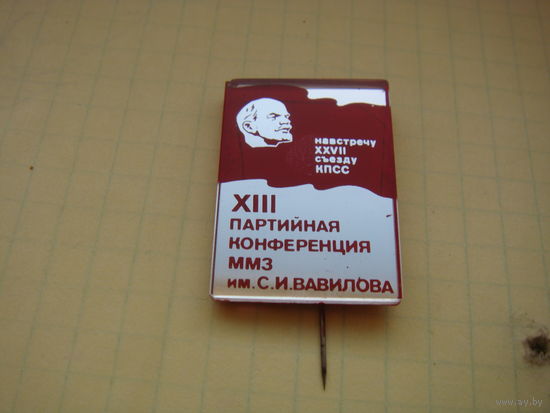 навстречу
XXVII
съезду
КПСС
XIII
ПАРТИЙНАЯ
КОНФЕРЕНЦИЯ
ММЗ
им. С.И.ВАВИЛОВА
www.ay.by